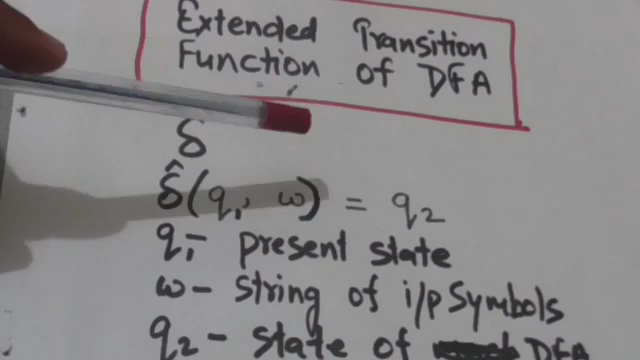 Extended Transition
Function of DFA
δ
δ̂(q₁, ω) = q₂
q₁- present state
ω- string of i/p Symbols
q₂ - state of DFA